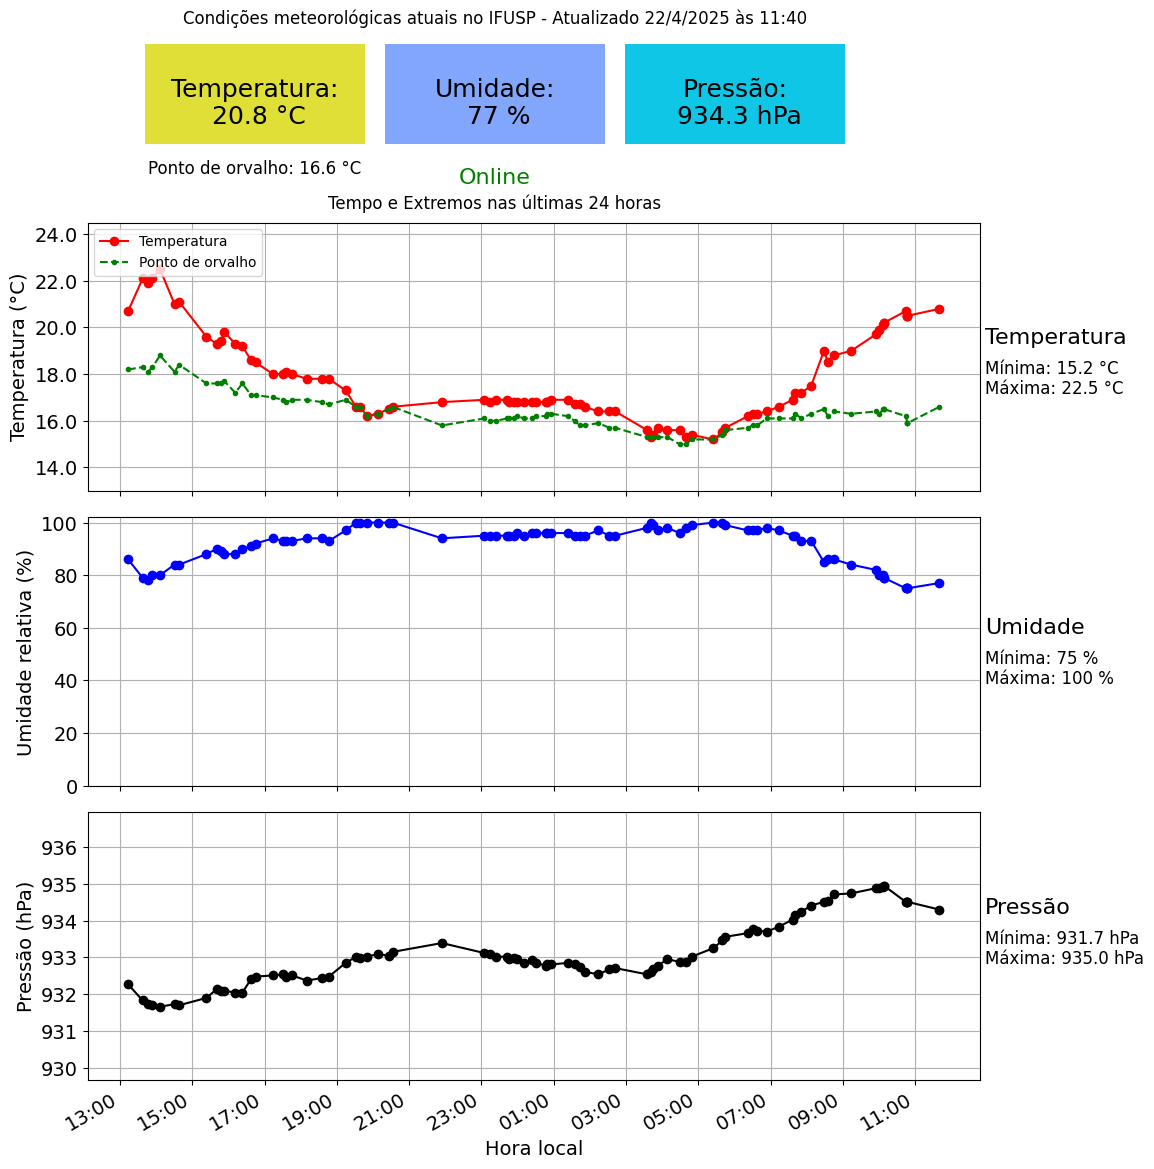 Condições meteorológicas atuais no IFUSP - Atualizado 22/4/2025 às 11:40
Temperatura:
20.8 °C
Umidade:
77 %
Pressão:
934.3 hPa
Ponto de orvalho: 16.6 °C
Online
Tempo e Extremos nas últimas 24 horas
Temperatura (°C)
24.0
22.0
20.0
18.0
16.0
14.0
Temperatura
Ponto de orvalho
Temperatura
Mínima: 15.2 °C
Máxima: 22.5 °C
Umidade relativa (%)
100
80
60
40
20
0
Umidade
Mínima: 75 %
Máxima: 100 %
Pressão (hPa)
936
935
934
933
932
931
930
Pressão
Mínima: 931.7 hPa
Máxima: 935.0 hPa
13:00
15:00
17:00
19:00
21:00
23:00
01:00
03:00
05:00
07:00
09:00
11:00
Hora local